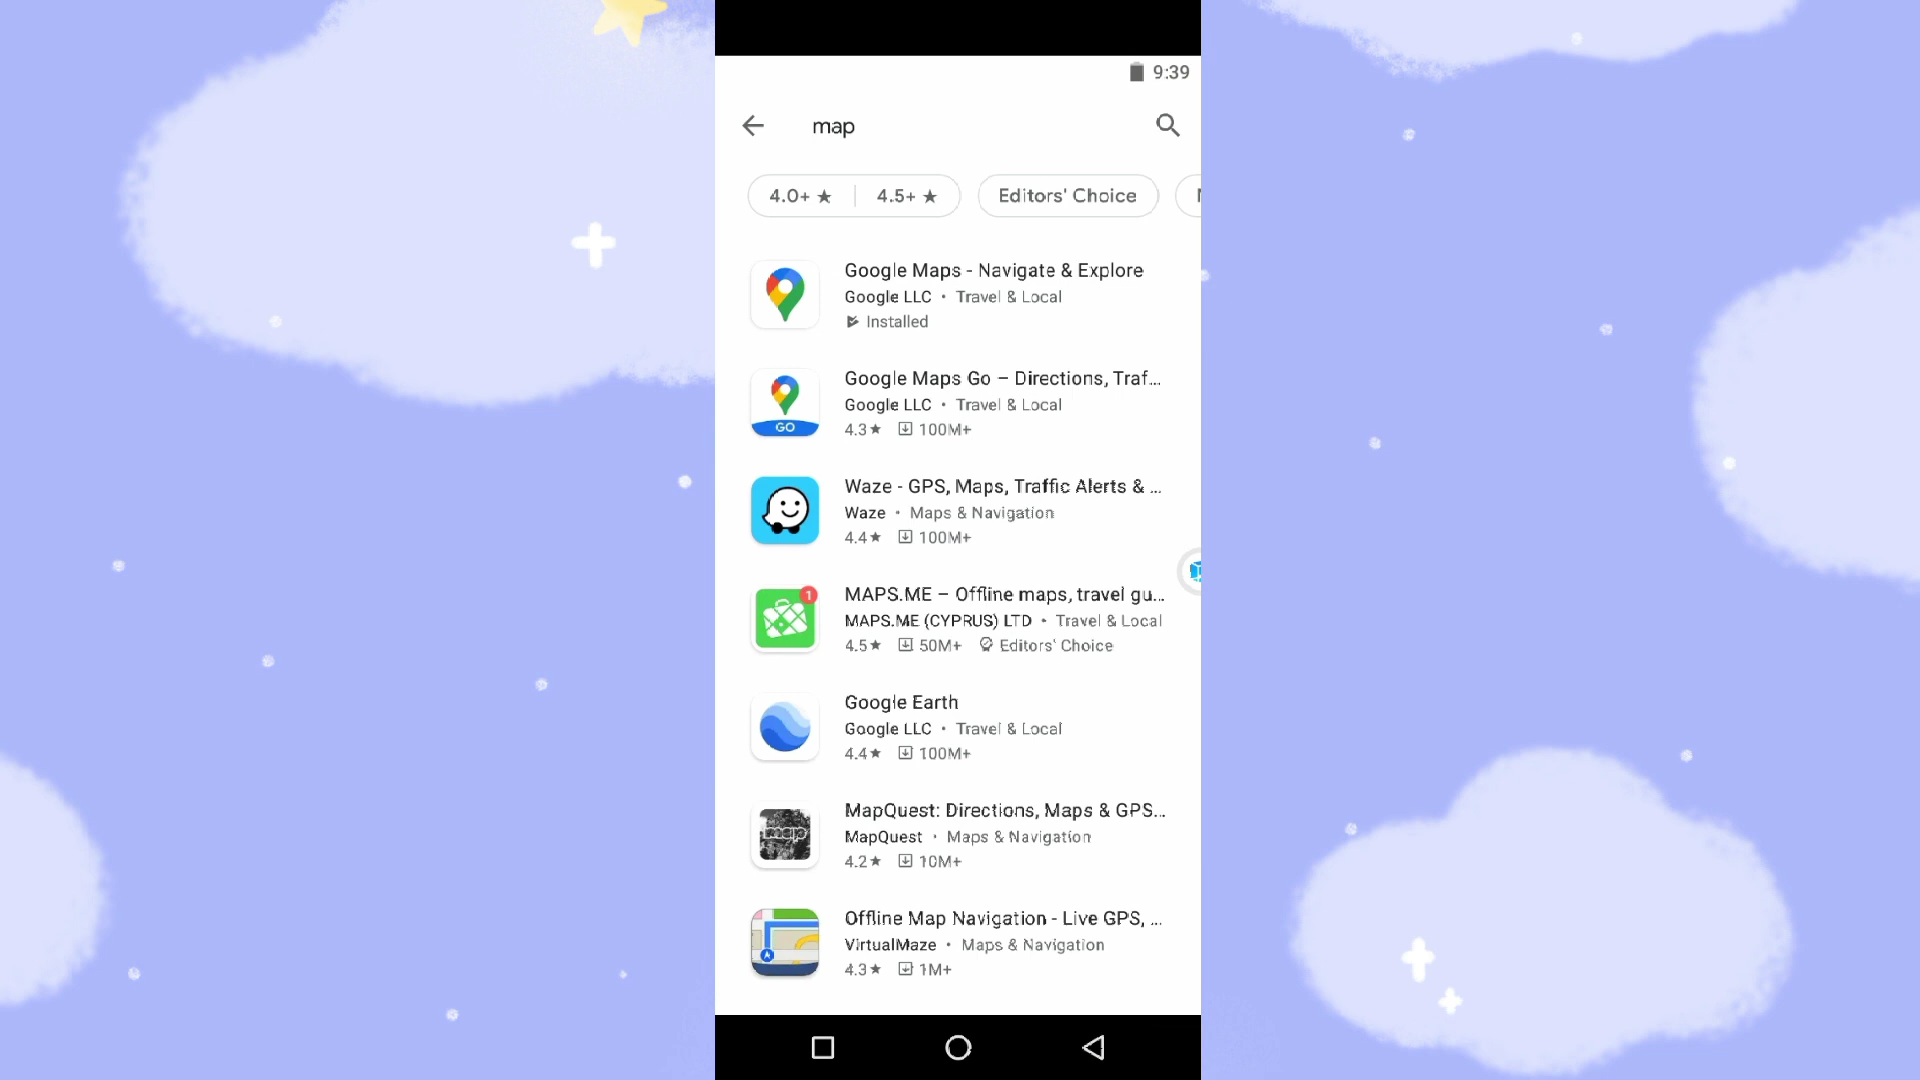 9:39
map
4.0+ ★ 4.5+ ★ Editors' Choice
Google Maps - Navigate & Explore
Google LLC • Travel & Local
Installed
Google Maps Go – Directions, Traf...
Google LLC • Travel & Local
GO
4.3★ 100M+
Waze - GPS, Maps, Traffic Alerts & ...
Waze • Maps & Navigation
4.4★ 100M+
1
MAPS.ME – Offline maps, travel gu...
MAPS.ME (CYPRUS) LTD • Travel & Local
4.5★ 50M+ Editors' Choice
Google Earth
Google LLC • Travel & Local
4.4★ 100M+
MapQuest: Directions, Maps & GPS...
map
MapQuest • Maps & Navigation
4.2★ 10M+
Offline Map Navigation - Live GPS, ...
VirtualMaze • Maps & Navigation
4.3★ 1M+